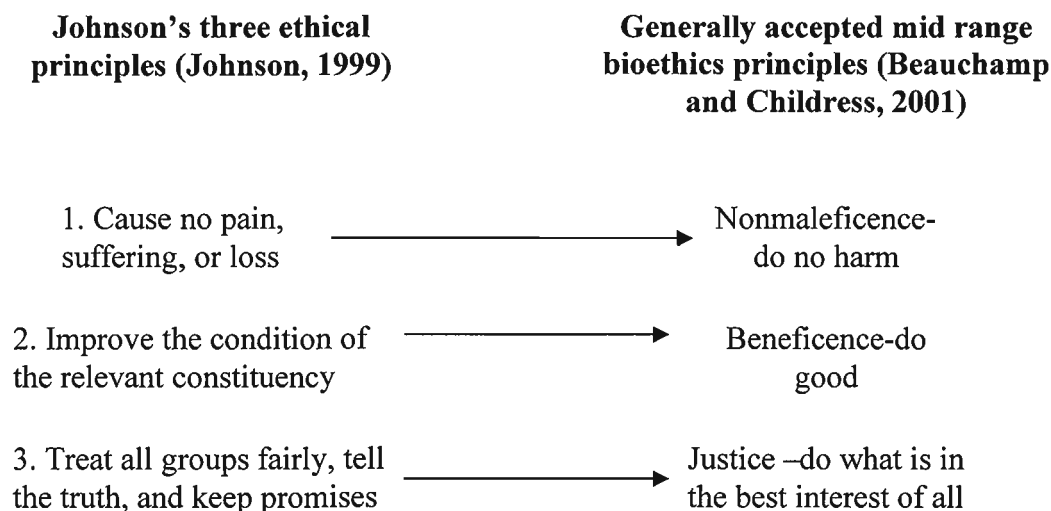 Johnson's three ethical
principles (Johnson, 1999)
Generally accepted mid range
bioethics principles (Beauchamp
and Childress, 2001)
1. Cause no pain,
suffering, or loss
Nonmaleficence-
do no harm
2. Improve the condition of
the relevant constituency
Beneficence-do
good
3. Treat all groups fairly, tell
the truth, and keep promises
Justice –do what is in
the best interest of all